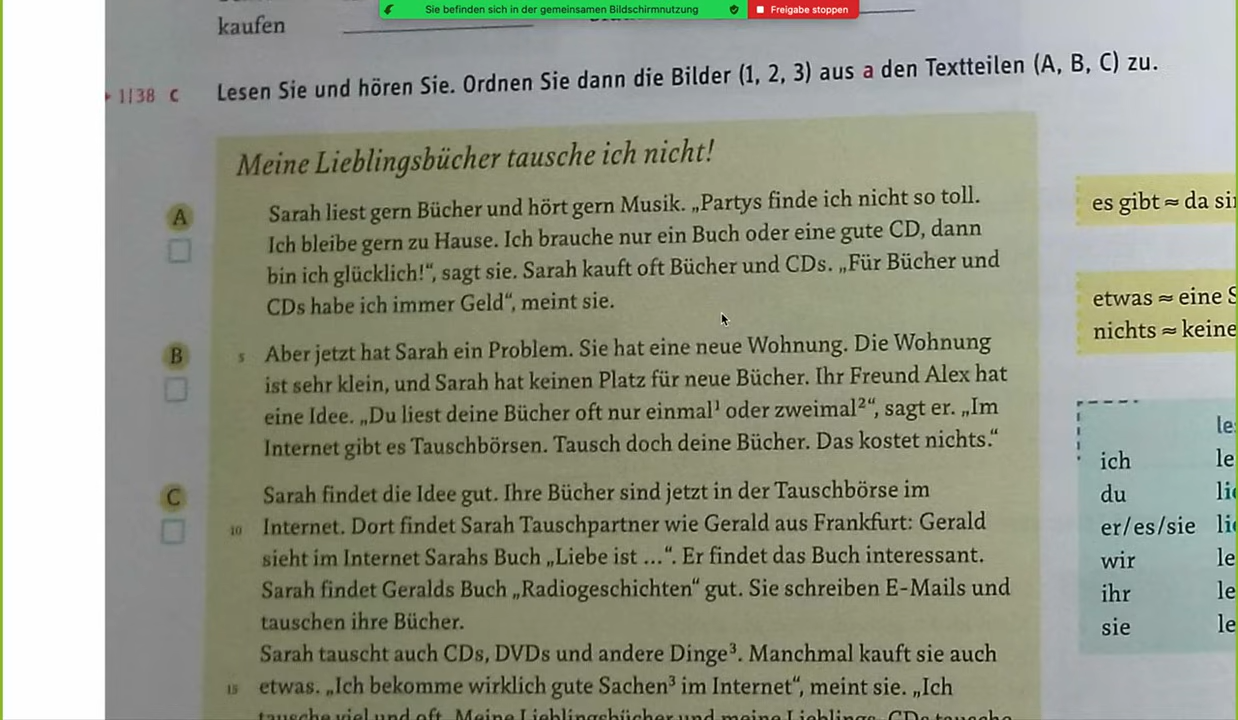 Sie befinden sich in der gemeinsamen Bildschirmnutzung
Freigabe stoppen
kaufen
1|38 c Lesen Sie und hören Sie. Ordnen Sie dann die Bilder (1, 2, 3) aus a den Textteilen (A, B, C) zu.
Meine Lieblingsbücher tausche ich nicht!
A
Sarah liest gern Bücher und hört gern Musik. „Partys finde ich nicht so toll.
Ich bleibe gern zu Hause. Ich brauche nur ein Buch oder eine gute CD, dann
bin ich glücklich!“, sagt sie. Sarah kauft oft Bücher und CDs. „Für Bücher und
CDs habe ich immer Geld“, meint sie.
B
5 Aber jetzt hat Sarah ein Problem. Sie hat eine neue Wohnung. Die Wohnung
ist sehr klein, und Sarah hat keinen Platz für neue Bücher. Ihr Freund Alex hat
eine Idee. „Du liest deine Bücher oft nur einmal¹ oder zweimal²“, sagt er. „Im
Internet gibt es Tauschbörsen. Tausch doch deine Bücher. Das kostet nichts.“
C
Sarah findet die Idee gut. Ihre Bücher sind jetzt in der Tauschbörse im
10 Internet. Dort findet Sarah Tauschpartner wie Gerald aus Frankfurt: Gerald
sieht im Internet Sarahs Buch „Liebe ist ...“. Er findet das Buch interessant.
Sarah findet Geralds Buch „Radiogeschichten“ gut. Sie schreiben E-Mails und
tauschen ihre Bücher.
Sarah tauscht auch CDs, DVDs und andere Dinge³. Manchmal kauft sie auch
15 etwas. „Ich bekomme wirklich gute Sachen³ im Internet“, meint sie. „Ich
tausche viel und oft. Meine Lieblingsbücher und meine Lieblings-CDs tausche
es gibt ≈ da si
etwas ≈ eine S
nichts ≈ keine
le
ich le
du li
er/es/sie li
wir le
ihr le
sie le